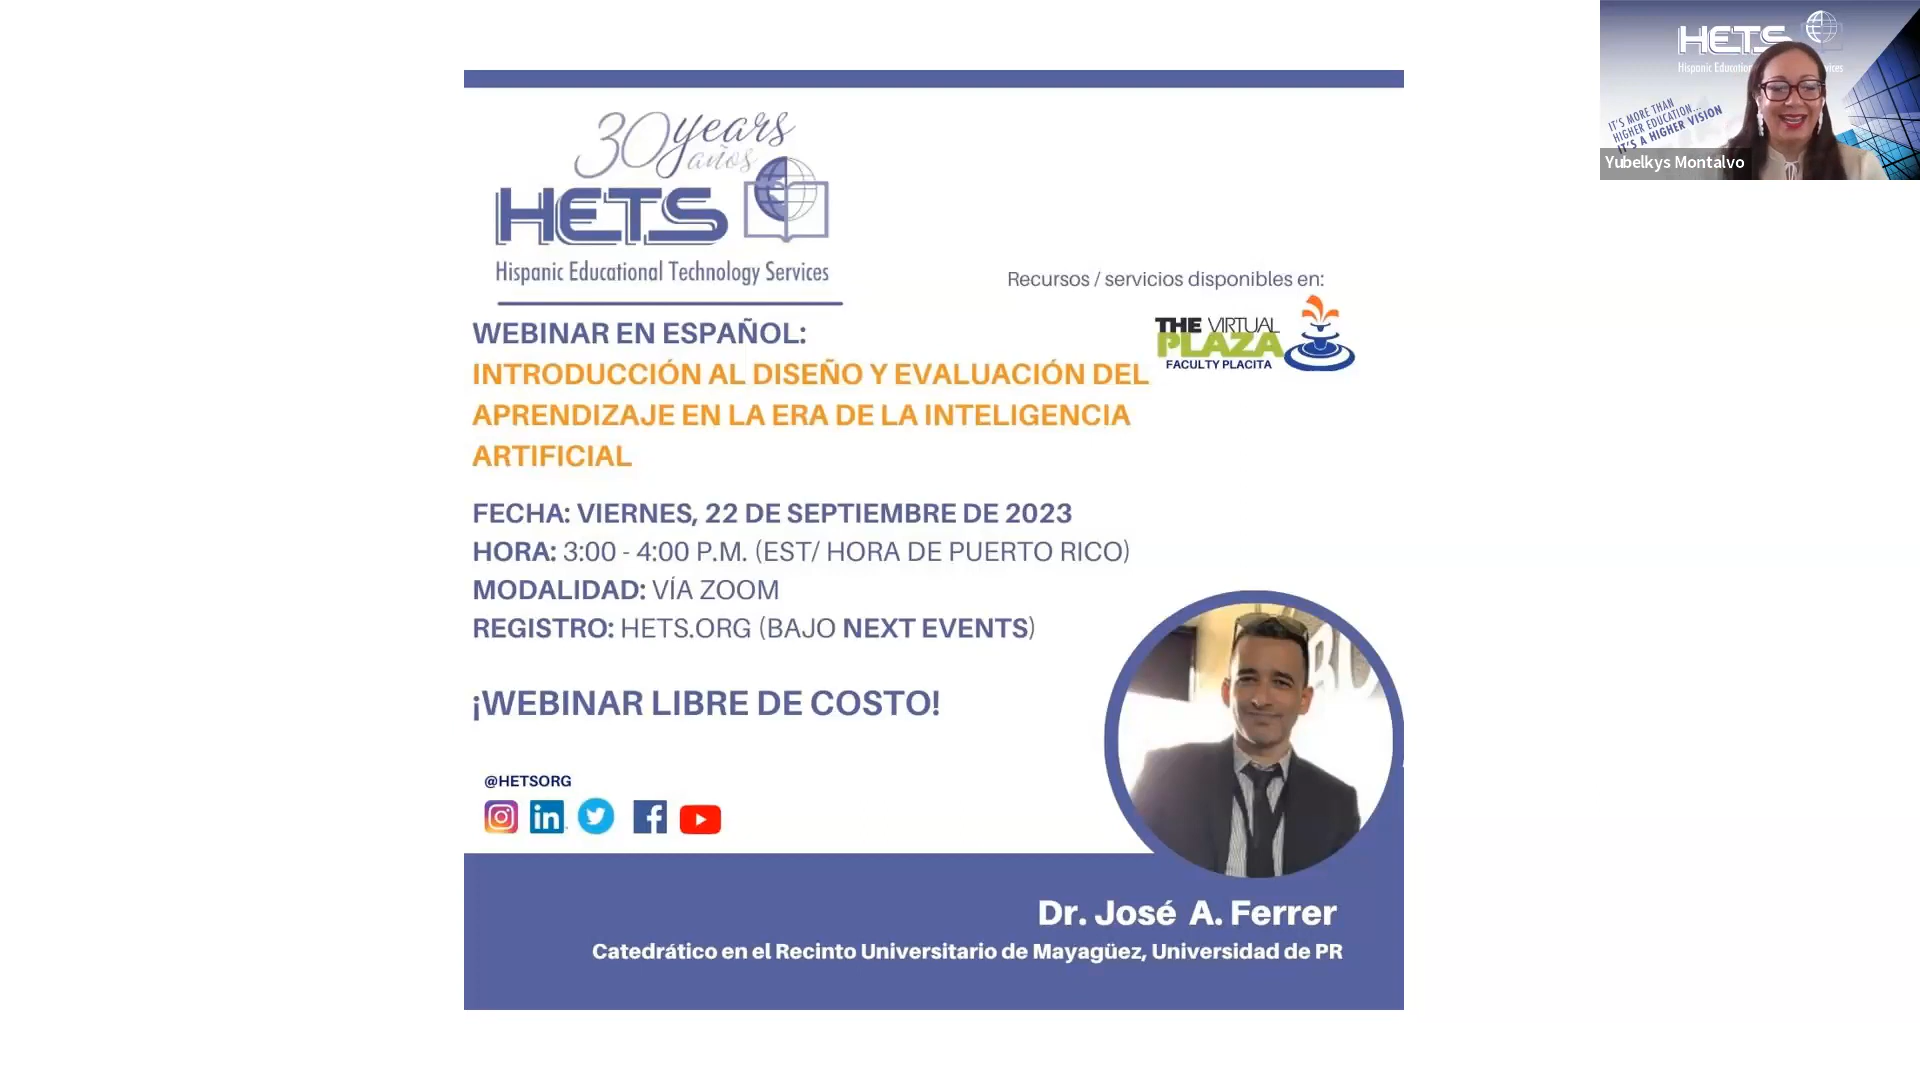 30 years
años
HETS
Hispanic Educational Technology Services
Recursos / servicios disponibles en:
THE VIRTUAL
PLAZA
FACULTY PLACITA
WEBINAR EN ESPAÑOL:
INTRODUCCIÓN AL DISEÑO Y EVALUACIÓN DEL
APRENDIZAJE EN LA ERA DE LA INTELIGENCIA
ARTIFICIAL
FECHA: VIERNES, 22 DE SEPTIEMBRE DE 2023
HORA: 3:00 - 4:00 P.M. (EST/ HORA DE PUERTO RICO)
MODALIDAD: VÍA ZOOM
REGISTRO: HETS.ORG (BAJO NEXT EVENTS)
¡WEBINAR LIBRE DE COSTO!
@HETSORG
Dr. José A. Ferrer
Catedrático en el Recinto Universitario de Mayagüez, Universidad de PR
HETS
Hispanic
IT'S MORE THAN
HIGHER EDUCATION...
IT'S A HIGHER VISION
Yubelkys Montalvo